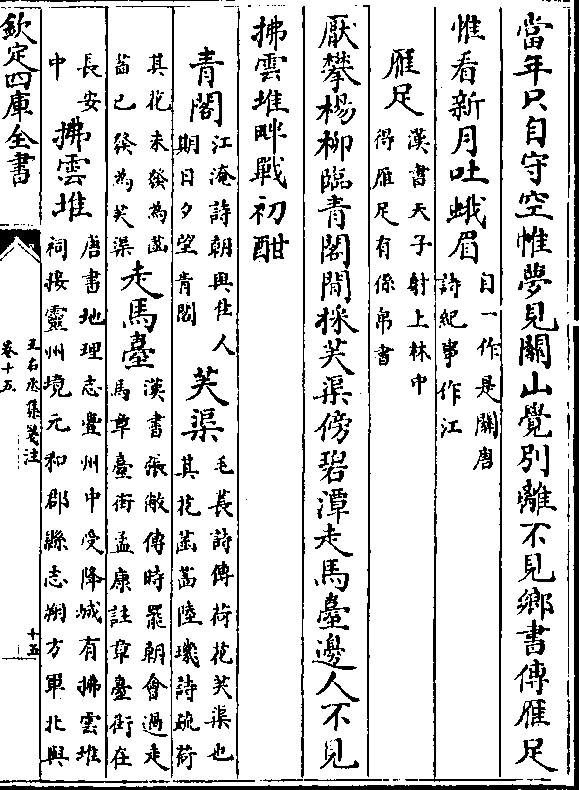 當年只自守空帷夢見關山覺別離不見鄉書傳雁足
惟看新月吐蛾眉自一作是關唐詩紀事作江
雁足漢書天子射上林中得雁足有係帛書
厭攀楊柳臨青閣閒採芙渠傍碧潭走馬臺邊人不見
拂雲堆畔戰初酣
青閣江淹詩朝與佳人期日夕望青閣 芙渠毛萇詩傳荷花芙渠也其花菡萏陸璣詩疏荷
其花未發為菡萏已發為芙渠 走馬臺漢書張敞傳時罷朝會過走馬章臺街孟康註章臺街在
長安中 拂雲堆唐書地理志豐州中受降城有拂雲堆祠接靈州境元和郡縣志朔方軍北與
欽定四庫全書
王右丞集箋注
卷十五
十五